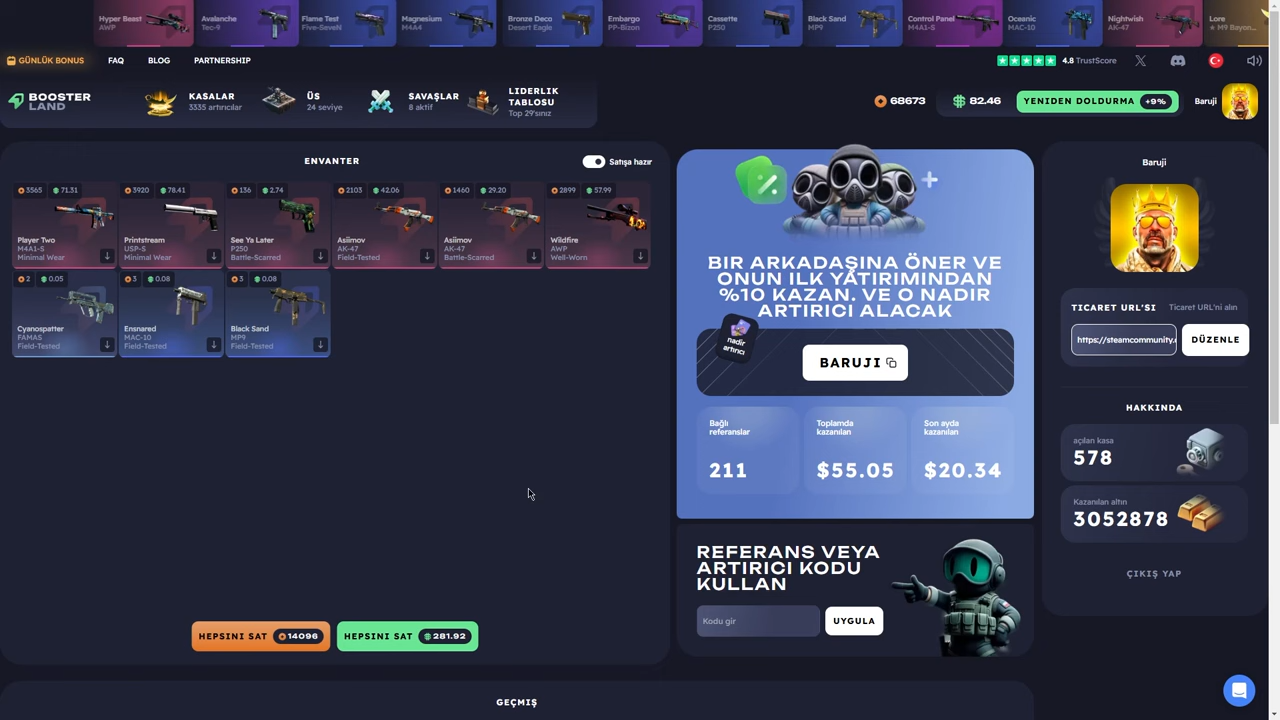 Hyper Beast
AWP
Avalanche
Tec-9
Flame Test
Five-SeveN
Magnesium
M4A4
Bronze Deco
Desert Eagle
Embargo
PP-Bizon
Cassette
P250
Black Sand
MP9
Control Panel
M4A1-S
Oceanic
MAC-10
Nightwish
AK-47
Lore
★ M9 Bayon...
GÜNLÜK BONUS
FAQ
BLOG
PARTNERSHIP
4.8 TrustScore
BOOSTER
LAND
KASALAR
3335 artırıcılar
ÜS
24 seviye
SAVAŞLAR
8 aktif
LIDERLIK
TABLOSU
Top 29'sınız
68673
82.46
YENIDEN DOLDURMA +9%
Baruji
ENVANTER
Satışa hazır
3565 71.31
Player Two
M4A1-S
Minimal Wear
3920 78.41
Printstream
USP-S
Minimal Wear
136 2.74
See Ya Later
P250
Battle-Scarred
2103 42.06
Asiimov
AK-47
Field-Tested
1460 29.20
Asiimov
AK-47
Battle-Scarred
2899 57.99
Wildfire
AWP
Well-Worn
2 0.05
Cyanospatter
FAMAS
Field-Tested
3 0.08
Ensnared
MAC-10
Field-Tested
3 0.08
Black Sand
MP9
Field-Tested
HEPSINI SAT 14096
HEPSINI SAT 281.92
BIR ARKADAŞINA ÖNER VE
ONUN ILK YATIRIMINDAN
%10 KAZAN. VE O NADIR
ARTIRICI ALACAK
nadir
artırıcı
BARUJI
Bağlı
referanslar
211
Toplamda
kazanılan
$55.05
Son ayda
kazanılan
$20.34
REFERANS VEYA
ARTIRICI KODU
KULLAN
Kodu gir
UYGULA
Baruji
TICARET URL'SI
Ticaret URL'ni alın
https://steamcommunity.c
DÜZENLE
HAKKINDA
açılan kasa
578
Kazanılan altın
3052878
ÇIKIŞ YAP
GEÇMIŞ